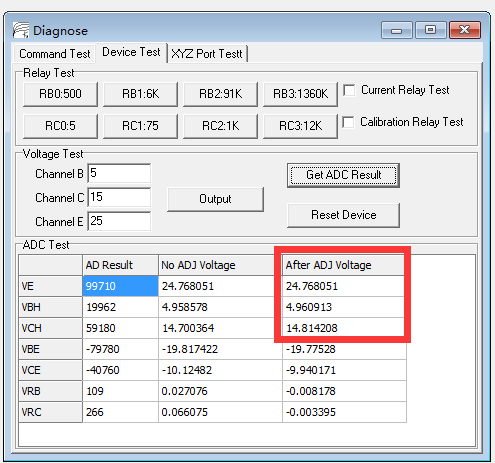 Diagnose
Command Test Device Test XYZ Port Testt
Relay Test
RB0:500 RB1:6K RB2:91K RB3:1360K Current Relay Test
RC0:5 RC1:75 RC2:1K RC3:12K Calibration Relay Test
Voltage Test
Channel B 5 Get ADC Result
Channel C 15 Output
Channel E 25 Reset Device
ADC Test
AD Result No ADJ Voltage After ADJ Voltage
VE 99710 24.768051 24.768051
VBH 19962 4.958578 4.960913
VCH 59180 14.700364 14.814208
VBE -79780 -19.817422 -19.77528
VCE -40760 -10.12482 -9.940171
VRB 109 0.027076 -0.008178
VRC 266 0.066075 -0.003395